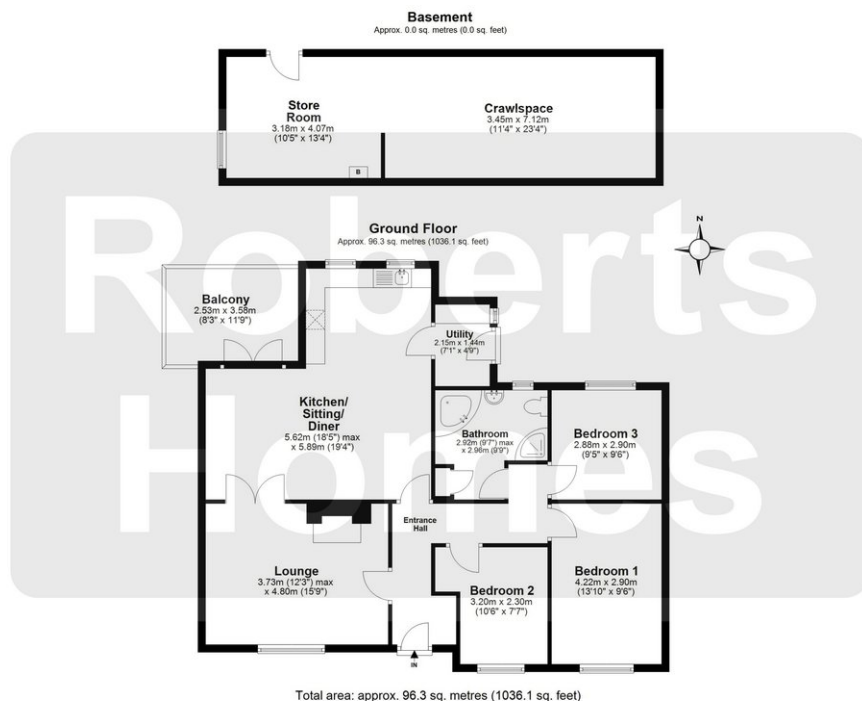 Basement
Approx. 0.0 sq. metres (0.0 sq. feet)
Store
Room
3.18m x 4.07m
(10'5" x 13'4")
Crawlspace
3.45m x 7.12m
(11'4" x 23'4")
B
Roberts
Homes
Ground Floor
Approx. 96.3 sq. metres (1036.1 sq. feet)
N
Balcony
2.53m x 3.58m
(8'3" x 11'9")
Utility
2.15m x 1.44m
(7'1" x 4'9")
Kitchen/
Sitting/
Diner
5.62m (18'5") max
x 5.89m (19'4")
Bathroom
2.92m (9'7") max
x 2.96m (9'9")
Bedroom 3
2.88m x 2.90m
(9'5" x 9'6")
Entrance
Hall
Lounge
3.73m (12'3") max
x 4.80m (15'9")
Bedroom 2
3.20m x 2.30m
(10'6" x 7'7")
Bedroom 1
4.22m x 2.90m
(13'10" x 9'6")
IN
Total area: approx. 96.3 sq. metres (1036.1 sq. feet)